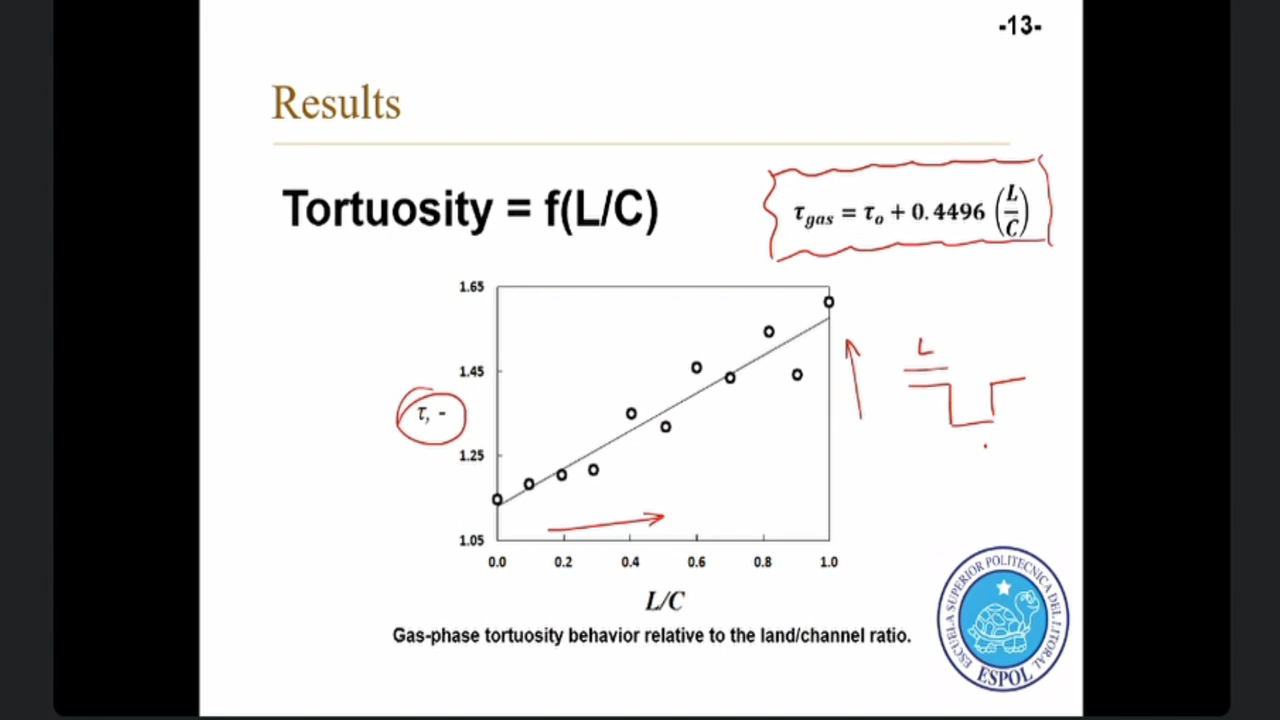 -13-
Results
Tortuosity = f(L/C)
τgas = τo + 0.4496 (L/C)
1.65
1.45
1.25
1.05
τ, -
L
0.0 0.2 0.4 0.6 0.8 1.0
L/C
Gas-phase tortuosity behavior relative to the land/channel ratio.
ESCUELA SUPERIOR POLITECNICA DEL LITORAL
ESPOL